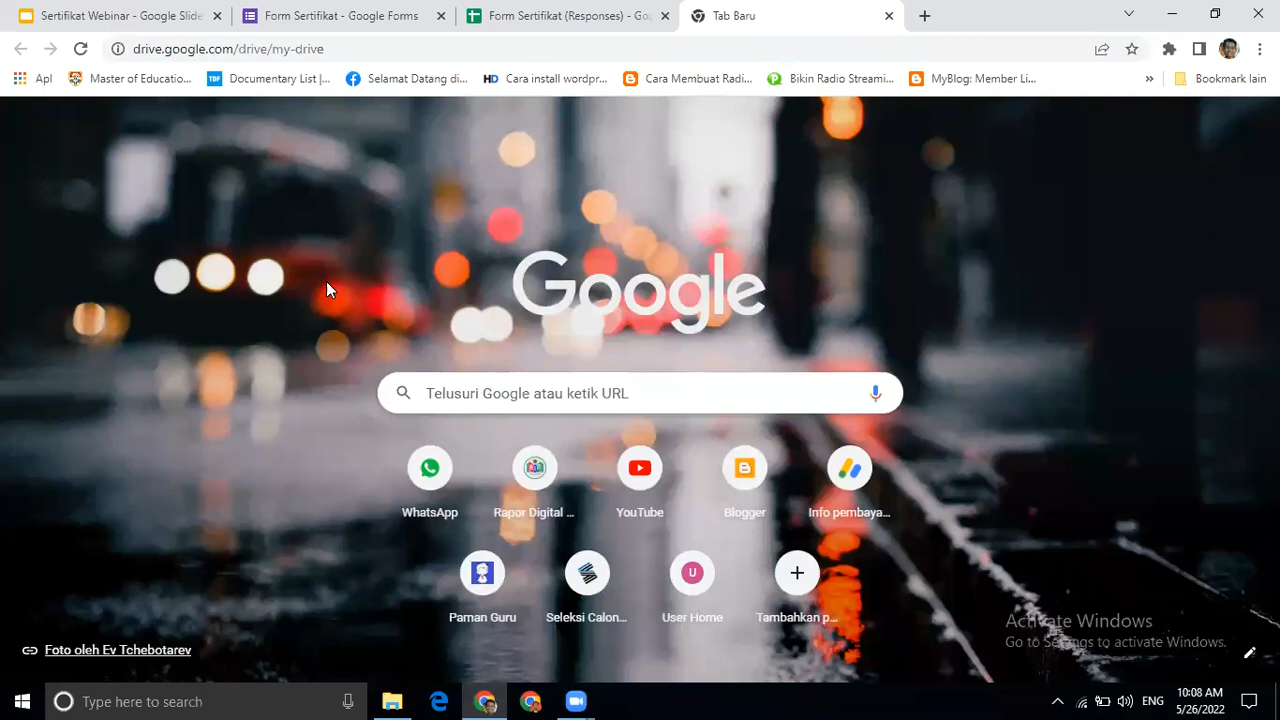 Sertifikat Webinar - Google Slide
Form Sertifikat - Google Forms
Form Sertifikat (Responses) - Goo
Tab Baru
drive.google.com/drive/my-drive
Apl
Master of Educatio...
TDF
Documentary List |...
Selamat Datang di...
HD
Cara install wordpr...
Cara Membuat Radi...
Bikin Radio Streami...
MyBlog: Member Li...
»
Bookmark lain
Google
Telusuri Google atau ketik URL
WhatsApp
Rapor Digital ...
YouTube
Blogger
Info pembaya...
Paman Guru
Seleksi Calon...
U
User Home
Tambahkan p...
Activate Windows
Go to Settings to activate Windows.
Foto oleh Ev Tchebotarev
Type here to search
ENG
10:08 AM
5/26/2022